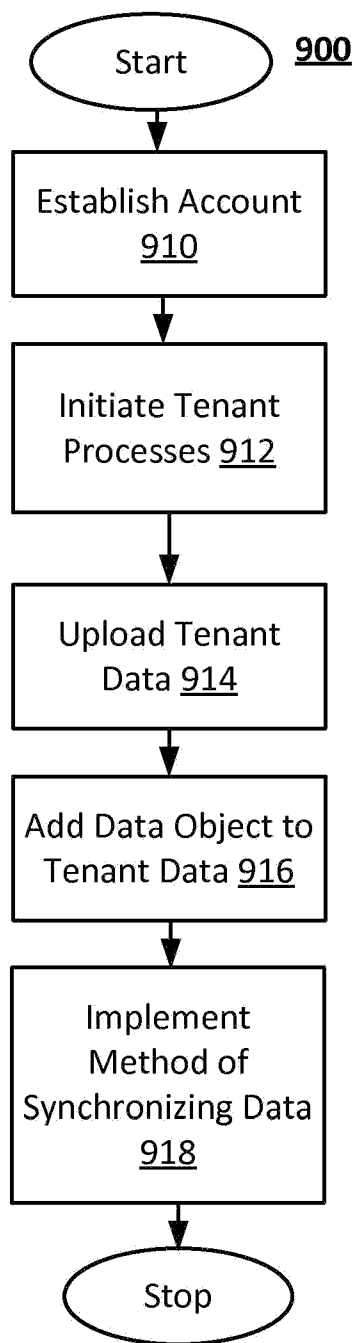 Start
900
Establish Account
910
Initiate Tenant
Processes 912
Upload Tenant
Data 914
Add Data Object to
Tenant Data 916
Implement
Method of
Synchronizing Data
918
Stop